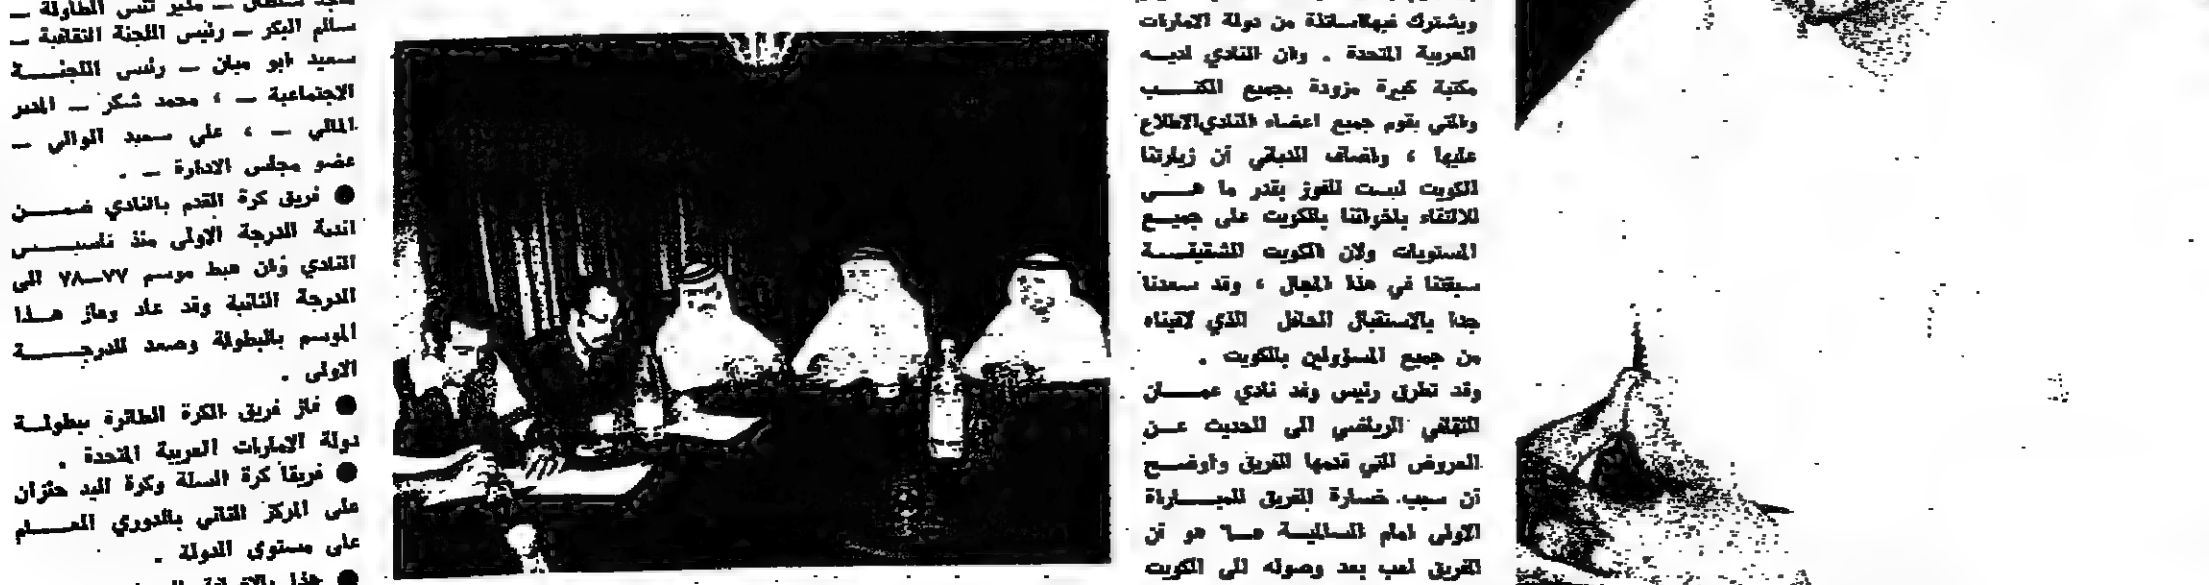 ويشترك فيها اساتذة من دولة الامارات
العربية المتحدة . وان النادي لديه
مكتبة كبيرة مزودة بجميع الكتب
والتي يقوم جميع اعضاء النادي الاطلاع
عليها ، واضاف أن زيارتنا
الكويت ليست للفوز بقدر ما هي
للالتقاء باخواننا بالكويت على جميع
المستويات ولان الكويت الشقيقة
سبقتنا في هذا المجال ، وقد سعدنا
جدا بالاستقبال الحافل الذي لاقيناه
من جميع المسؤولين بالكويت .
وقد تطرق رئيس وفد نادي عمان
الثقافي الرياضي الى الحديث عن
العروض التي قدمها الفريق واوضح
ان سبب خسارة الفريق للمباراة
الاولى امام السالمية هو ان
الفريق لعب بعد وصوله الى الكويت
مدير تنس الطاولة –
سالم البكر – رئيس اللجنة الثقافية –
سعيد ابو ميان – رئيس اللجنة
الاجتماعية – ، محمد شكر – المدير
المالي – ، علي سعيد الوالي –
عضو مجلس الادارة – .
● فريق كرة القدم بالنادي ضمن
اندية الدرجة الاولى منذ تاسيس
النادي وان هبط موسم ٧٧–٧٨ الى
الدرجة الثانية وقد عاد وفاز هذا
الموسم بالبطولة وصعد للدرجة
الاولى .
● فاز فريق الكرة الطائرة ببطولة
دولة الامارات العربية المتحدة .
● فريقا كرة السلة وكرة اليد حائزان
على المركز الثاني بالدوري العام
على مستوى الدولة .
● هذا